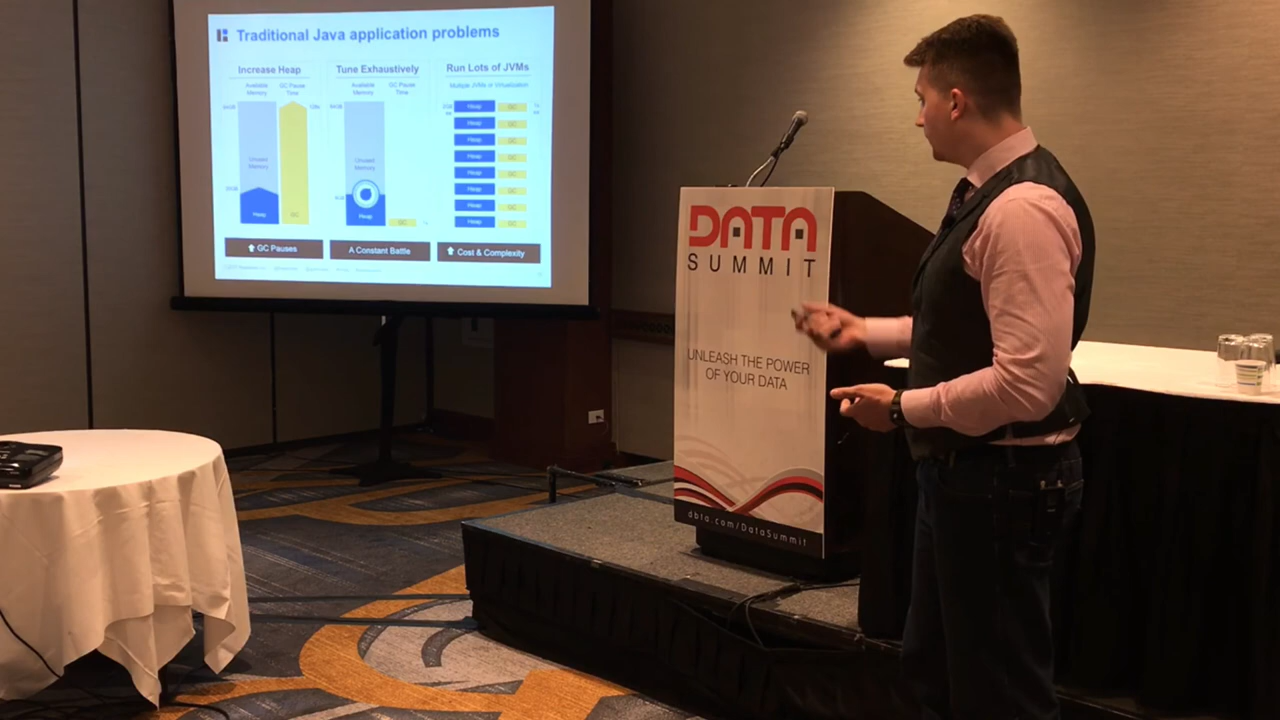 Traditional Java application problems
Increase Heap
Available
Memory
GC Pause
Time
Unused
Memory
Heap
GC
GC Pauses
Tune Exhaustively
Available
Memory
GC Pause
Time
Unused
Memory
Heap
GC
A Constant Battle
Run Lots of JVMs
Multiple JVMs or Virtualization
Heap GC
Heap GC
Heap GC
Heap GC
Heap GC
Heap GC
Heap GC
Heap GC
Cost & Complexity
DATA
SUMMIT
UNLEASH THE POWER
OF YOUR DATA
dbta.com/DataSummit